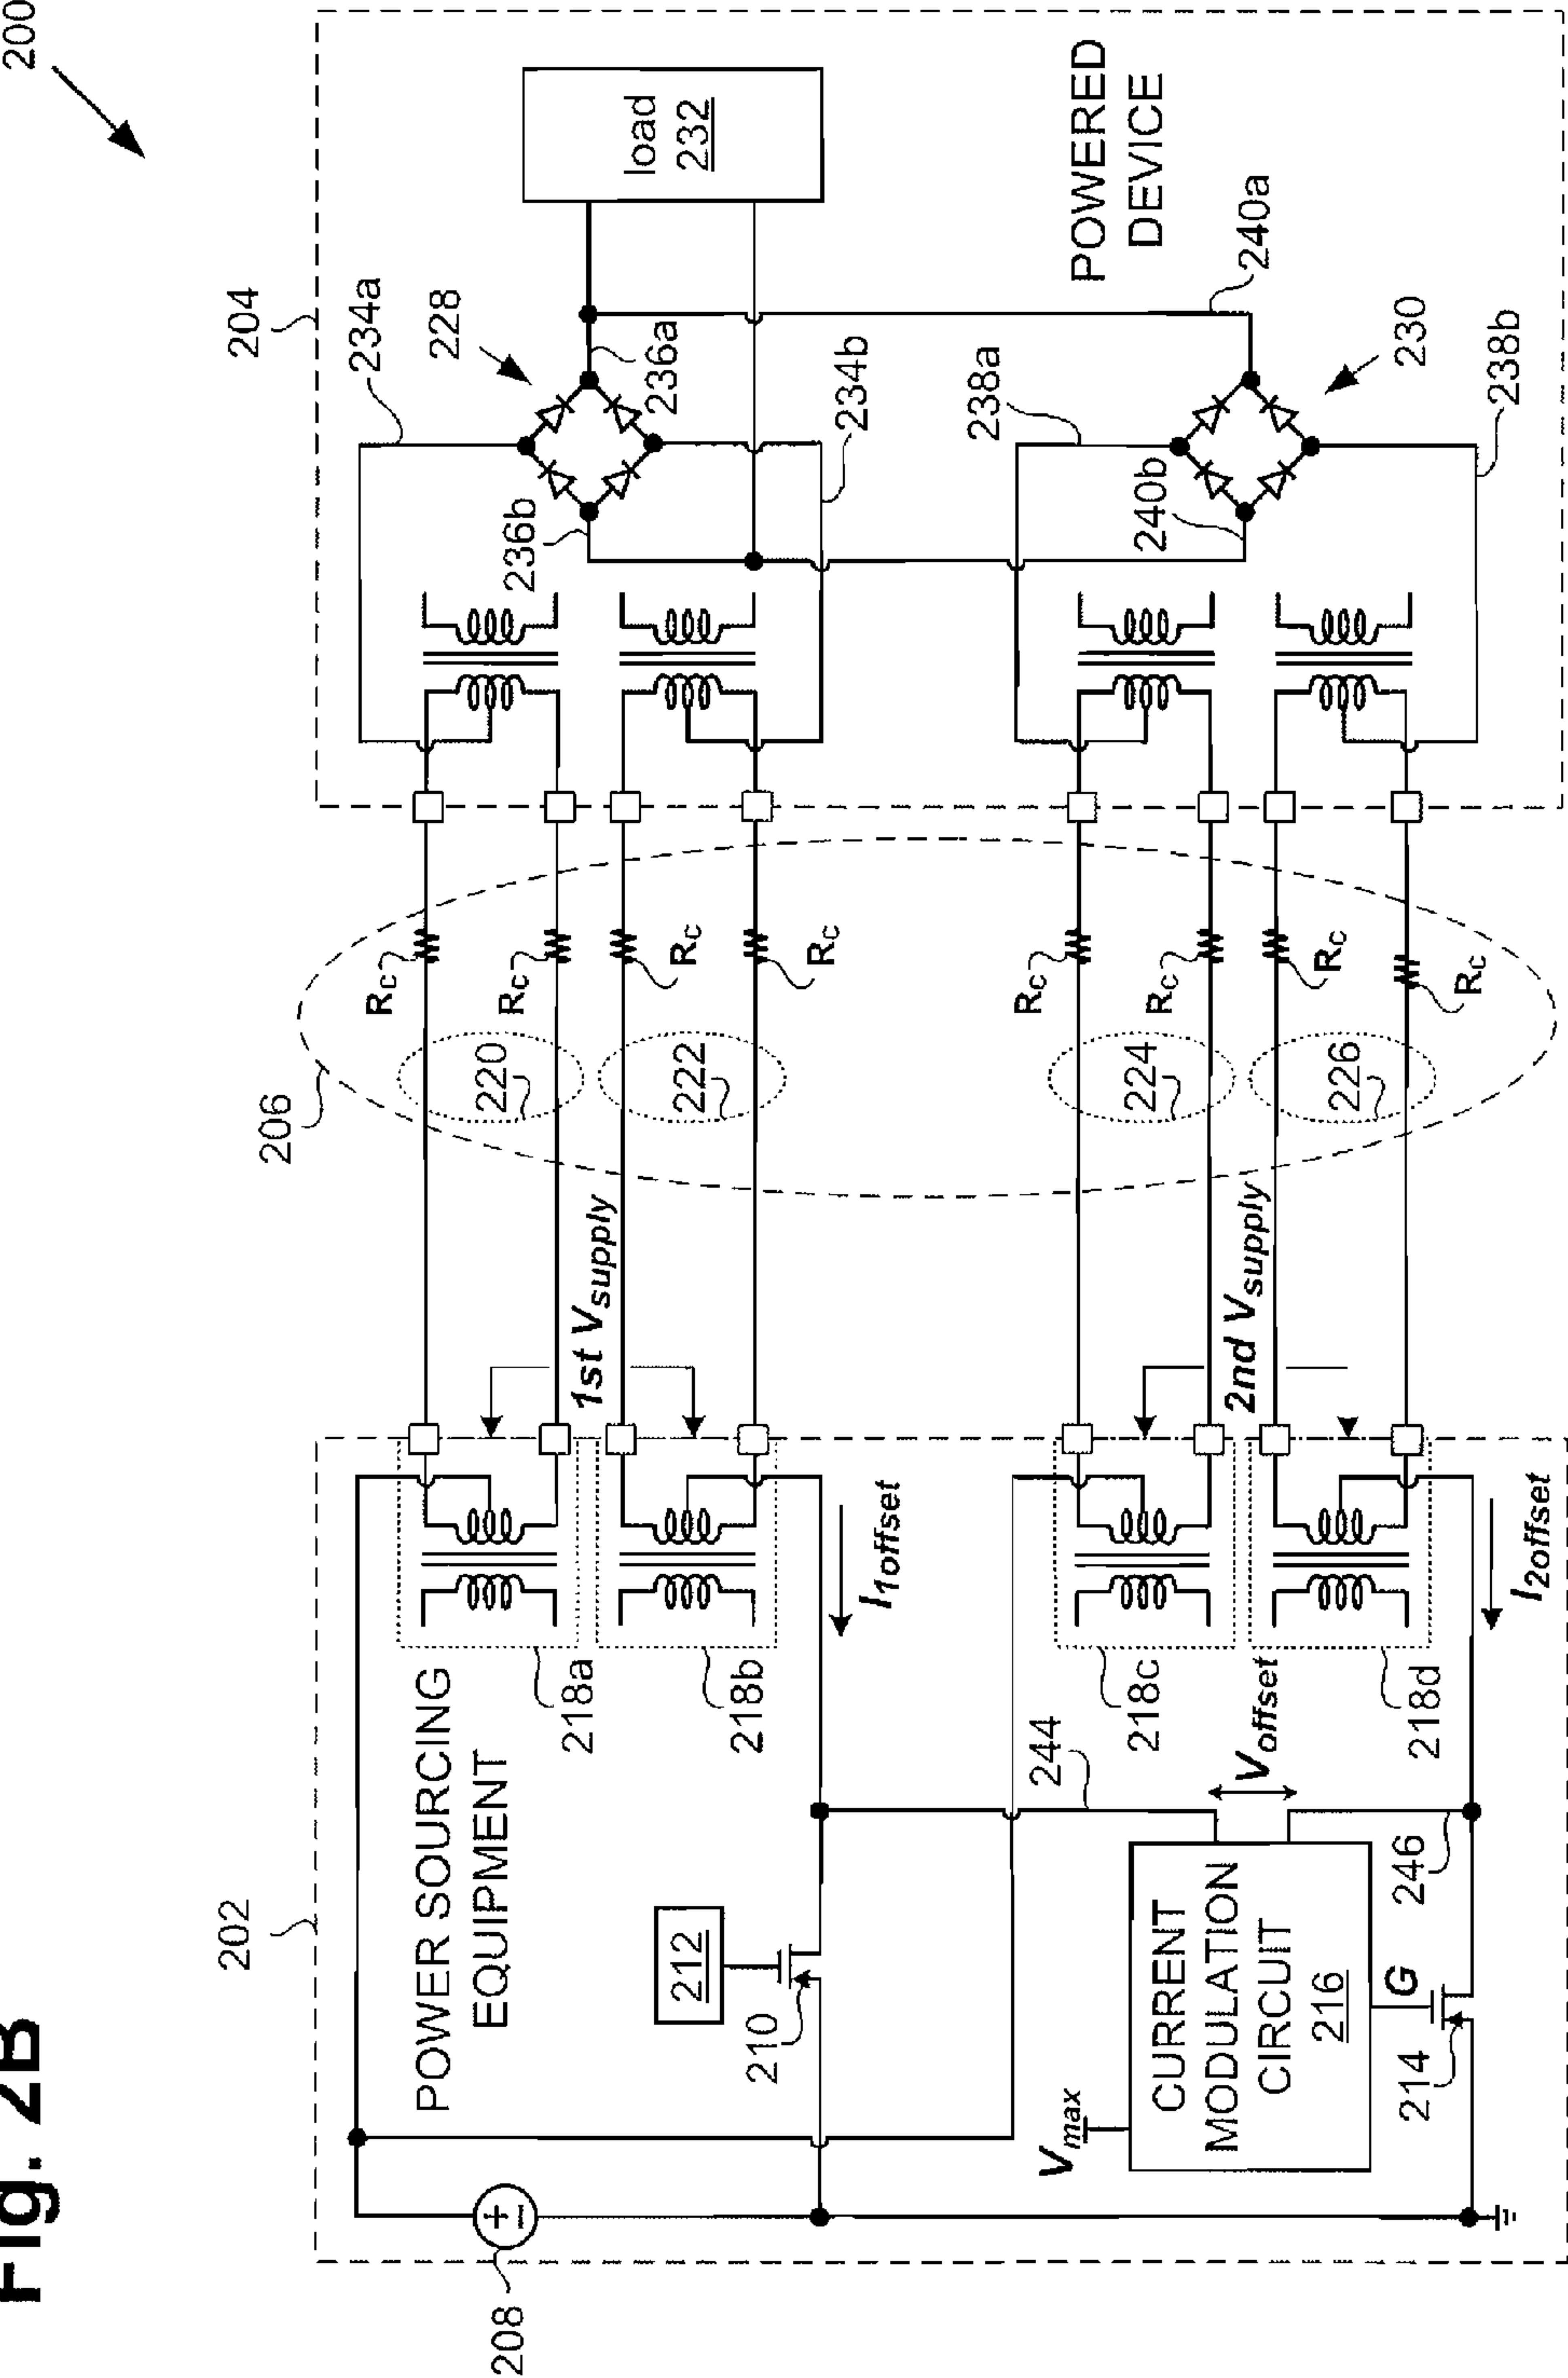 Fig. 2B
200
202
204
206
208
POWER SOURCING
EQUIPMENT
212
210
218a
218b
I1offset
1st Vsupply
220
222
RC
RC
RC
RC
234a
228
236a
236b
234b
load
232
POWERED
DEVICE
Vmax
CURRENT
MODULATION
CIRCUIT
216
G
214
244
246
Voffset
218c
218d
I2offset
2nd Vsupply
224
226
RC
RC
RC
RC
238a
240b
240a
230
238b